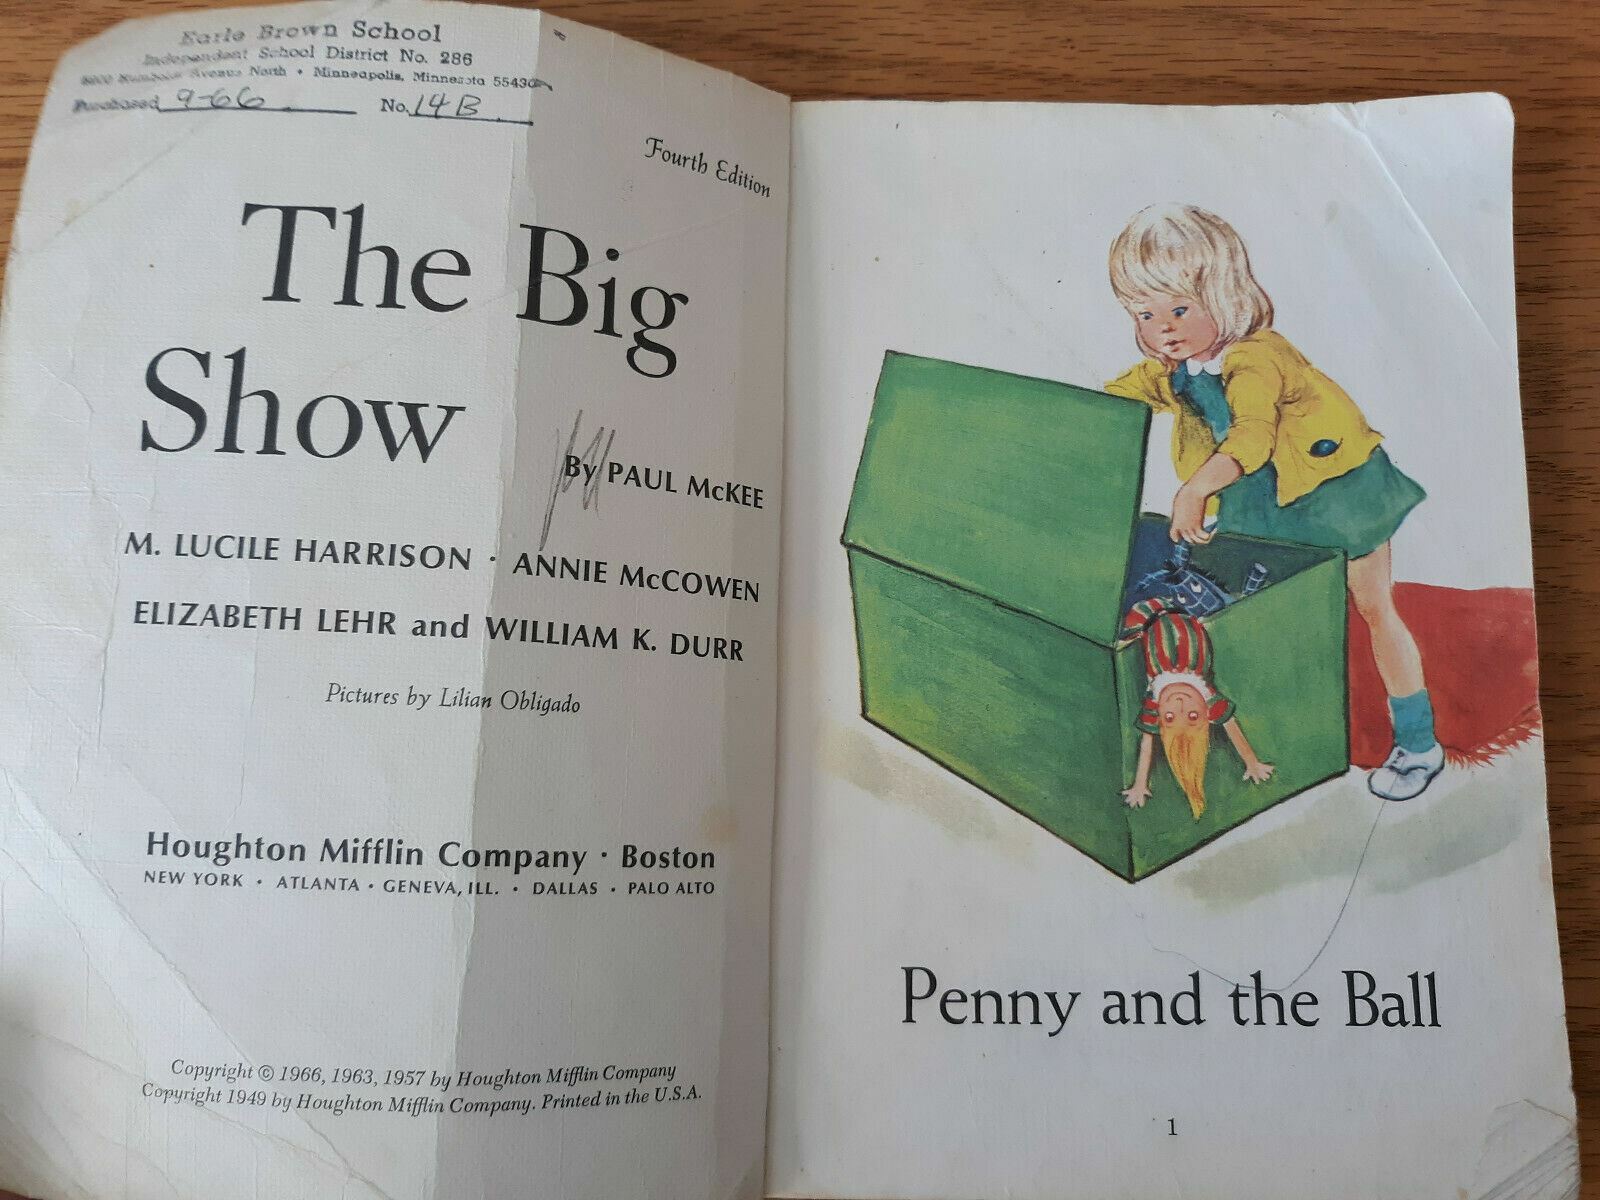 Earle Brown School
Independent School District No. 286
Humboldt Avenue North • Minneapolis, Minnesota 55430
Purchased 9-66 No. 14B
Fourth Edition
The Big
Show
By PAUL McKEE
M. LUCILE HARRISON · ANNIE McCOWEN
ELIZABETH LEHR and WILLIAM K. DURR
Pictures by Lilian Obligado
Houghton Mifflin Company · Boston
NEW YORK • ATLANTA • GENEVA, ILL. • DALLAS • PALO ALTO
Copyright © 1966, 1963, 1957 by Houghton Mifflin Company
Copyright 1949 by Houghton Mifflin Company. Printed in the U.S.A.
Penny and the Ball
1